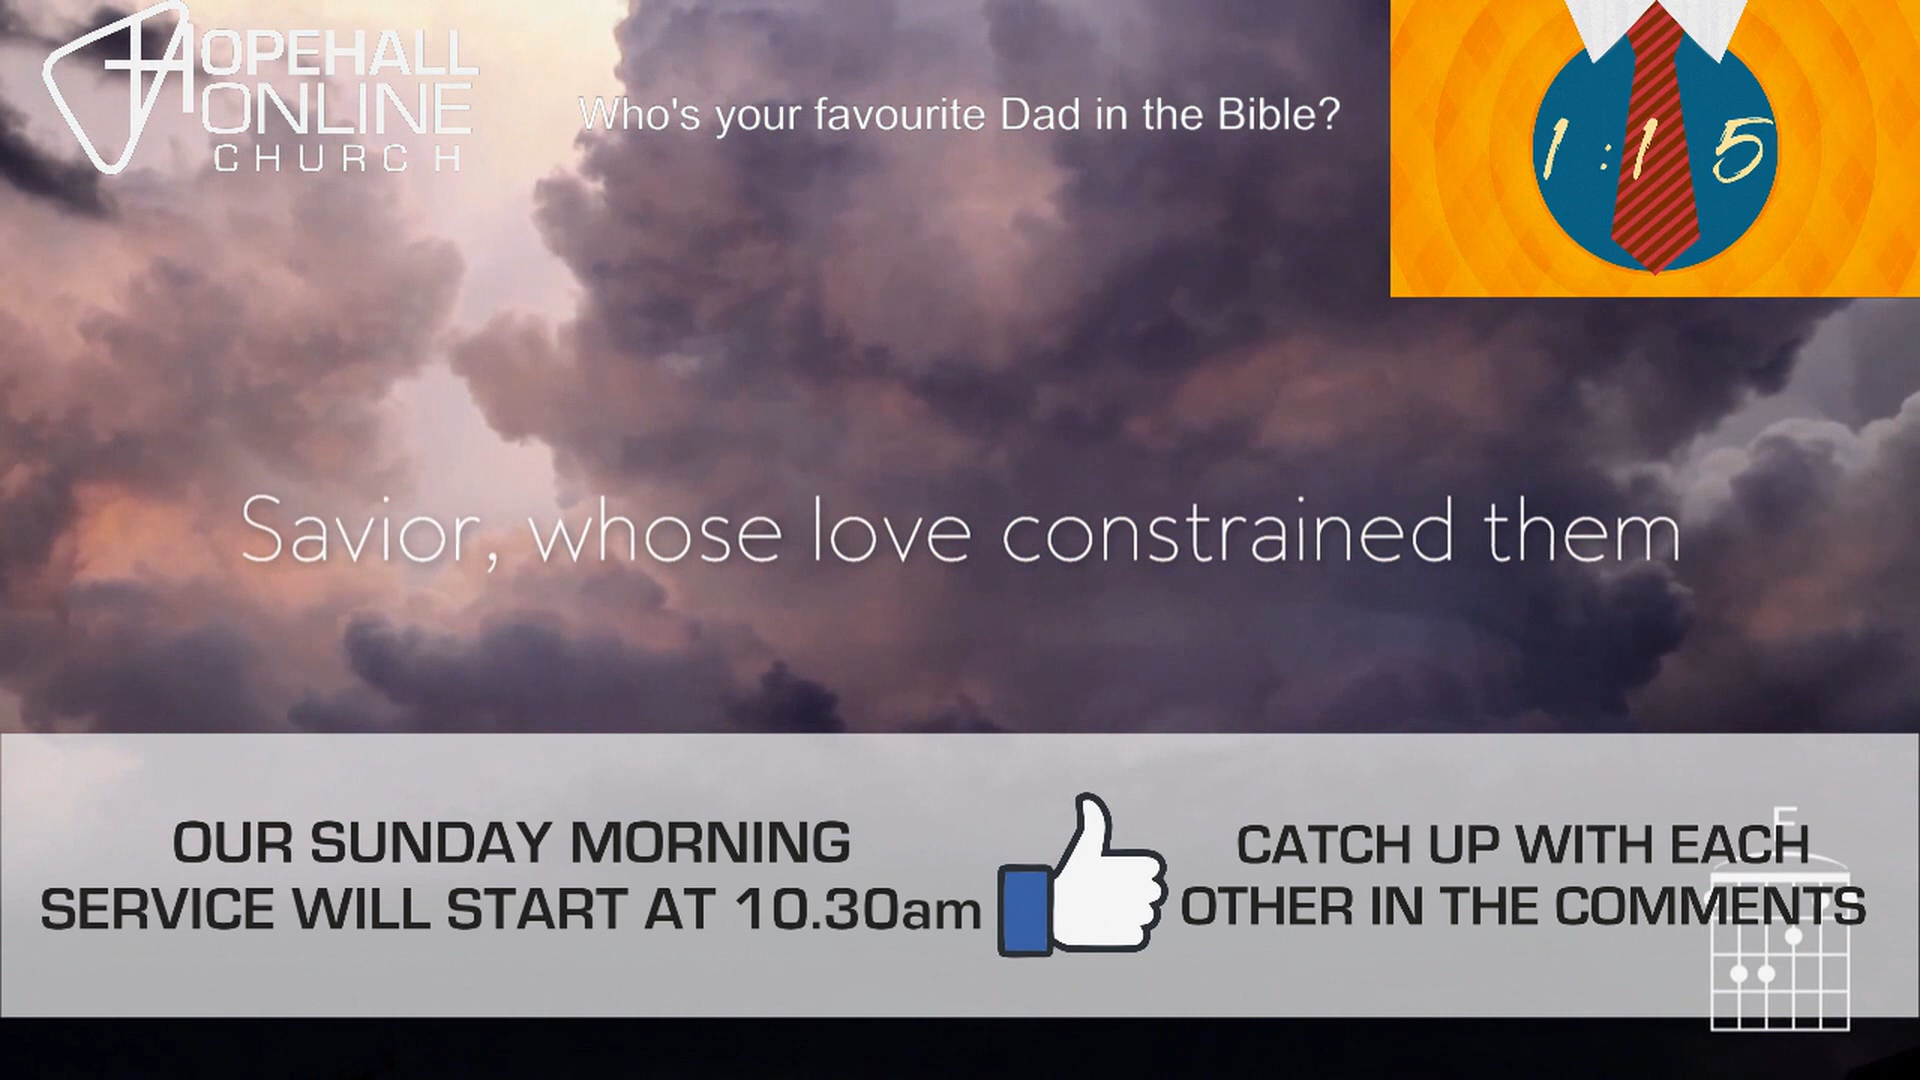 HOPEHALL
ONLINE
CHURCH
Who's your favourite Dad in the Bible?
1:15
Savior, whose love constrained them
OUR SUNDAY MORNING
SERVICE WILL START AT 10.30am
CATCH UP WITH EACH
OTHER IN THE COMMENTS
F